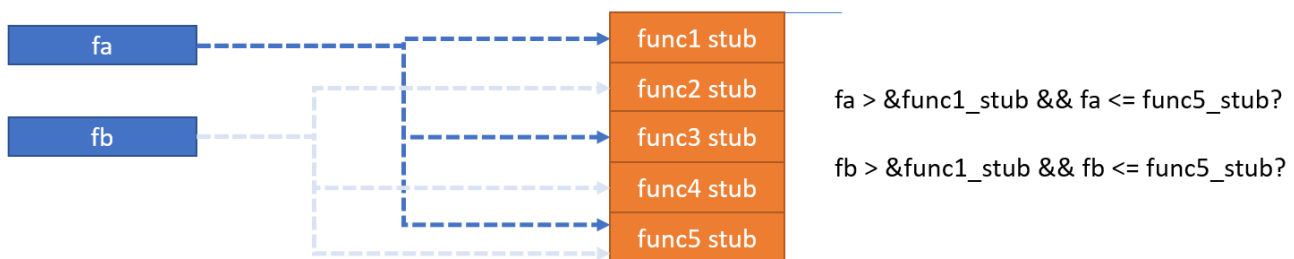 fa
fb
func1 stub
func2 stub
func3 stub
func4 stub
func5 stub
fa > &func1_stub && fa <= func5_stub?
fb > &func1_stub && fb <= func5_stub?